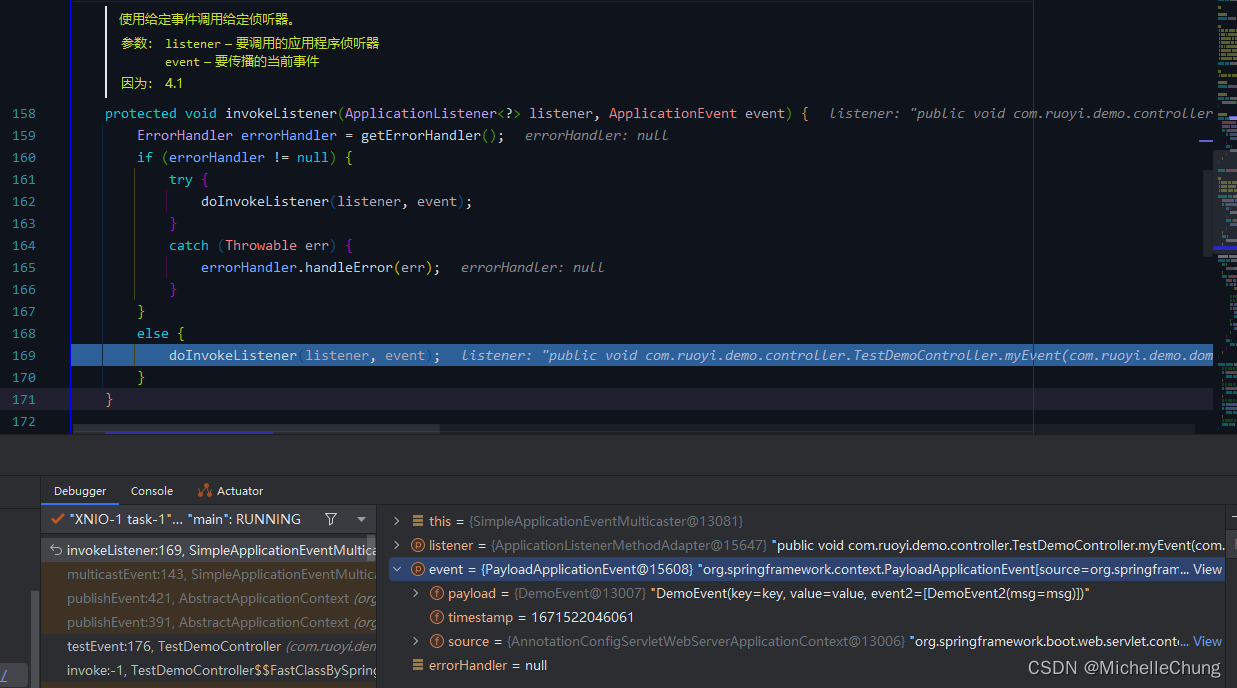 使用给定事件调用给定侦听器。
参数: listener – 要调用的应用程序侦听器
event – 要传播的当前事件
因为: 4.1
158 protected void invokeListener(ApplicationListener<?> listener, ApplicationEvent event) { listener: "public void com.ruoyi.demo.controller
159 ErrorHandler errorHandler = getErrorHandler(); errorHandler: null
160 if (errorHandler != null) {
161 try {
162 doInvokeListener(listener, event);
163 }
164 catch (Throwable err) {
165 errorHandler.handleError(err); errorHandler: null
166 }
167 }
168 else {
169 doInvokeListener(listener, event); listener: "public void com.ruoyi.demo.controller.TestDemoController.myEvent(com.ruoyi.demo.dom
170 }
171 }
172
Debugger Console Actuator
"XNIO-1 task-1"... "main": RUNNING
invokeListener:169, SimpleApplicationEventMultica
multicastEvent:143, SimpleApplicationEventMultica
publishEvent:421, AbstractApplicationContext (org
publishEvent:391, AbstractApplicationContext (org
testEvent:176, TestDemoController (com.ruoyi.dem
invoke:-1, TestDemoController$$FastClassBySpring
this = {SimpleApplicationEventMulticaster@13081}
listener = {ApplicationListenerMethodAdapter@15647} "public void com.ruoyi.demo.controller.TestDemoController.myEvent(com.
event = {PayloadApplicationEvent@15608} "org.springframework.context.PayloadApplicationEvent[source=org.springfram... View
payload = {DemoEvent@13007} "DemoEvent(key=key, value=value, event2=[DemoEvent2(msg=msg)])"
timestamp = 1671522046061
source = {AnnotationConfigServletWebServerApplicationContext@13006} "org.springframework.boot.web.servlet.conte... View
errorHandler = null
CSDN @MichelleChung